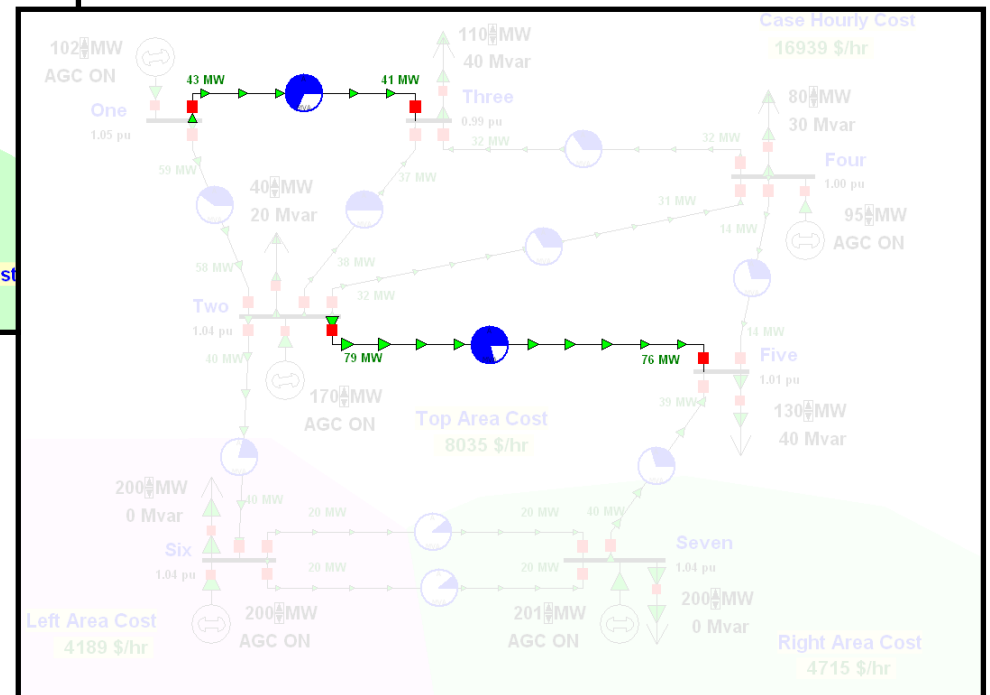 Case Hourly Cost
16939 $/hr
102 MW
AGC ON
One
1.05 pu
43 MW
41 MW
110 MW
40 Mvar
Three
0.99 pu
32 MW
32 MW
80 MW
30 Mvar
Four
1.00 pu
95 MW
AGC ON
59 MW
37 MW
40 MW
20 Mvar
31 MW
14 MW
58 MW
38 MW
32 MW
Two
1.04 pu
st
79 MW
76 MW
14 MW
Five
1.01 pu
40 MW
170 MW
AGC ON
39 MW
130 MW
40 Mvar
Top Area Cost
8035 $/hr
200 MW
0 Mvar
40 MW
20 MW
20 MW
40 MW
Six
1.04 pu
20 MW
20 MW
Seven
1.04 pu
200 MW
AGC ON
201 MW
AGC ON
200 MW
0 Mvar
Left Area Cost
4189 $/hr
Right Area Cost
4715 $/hr